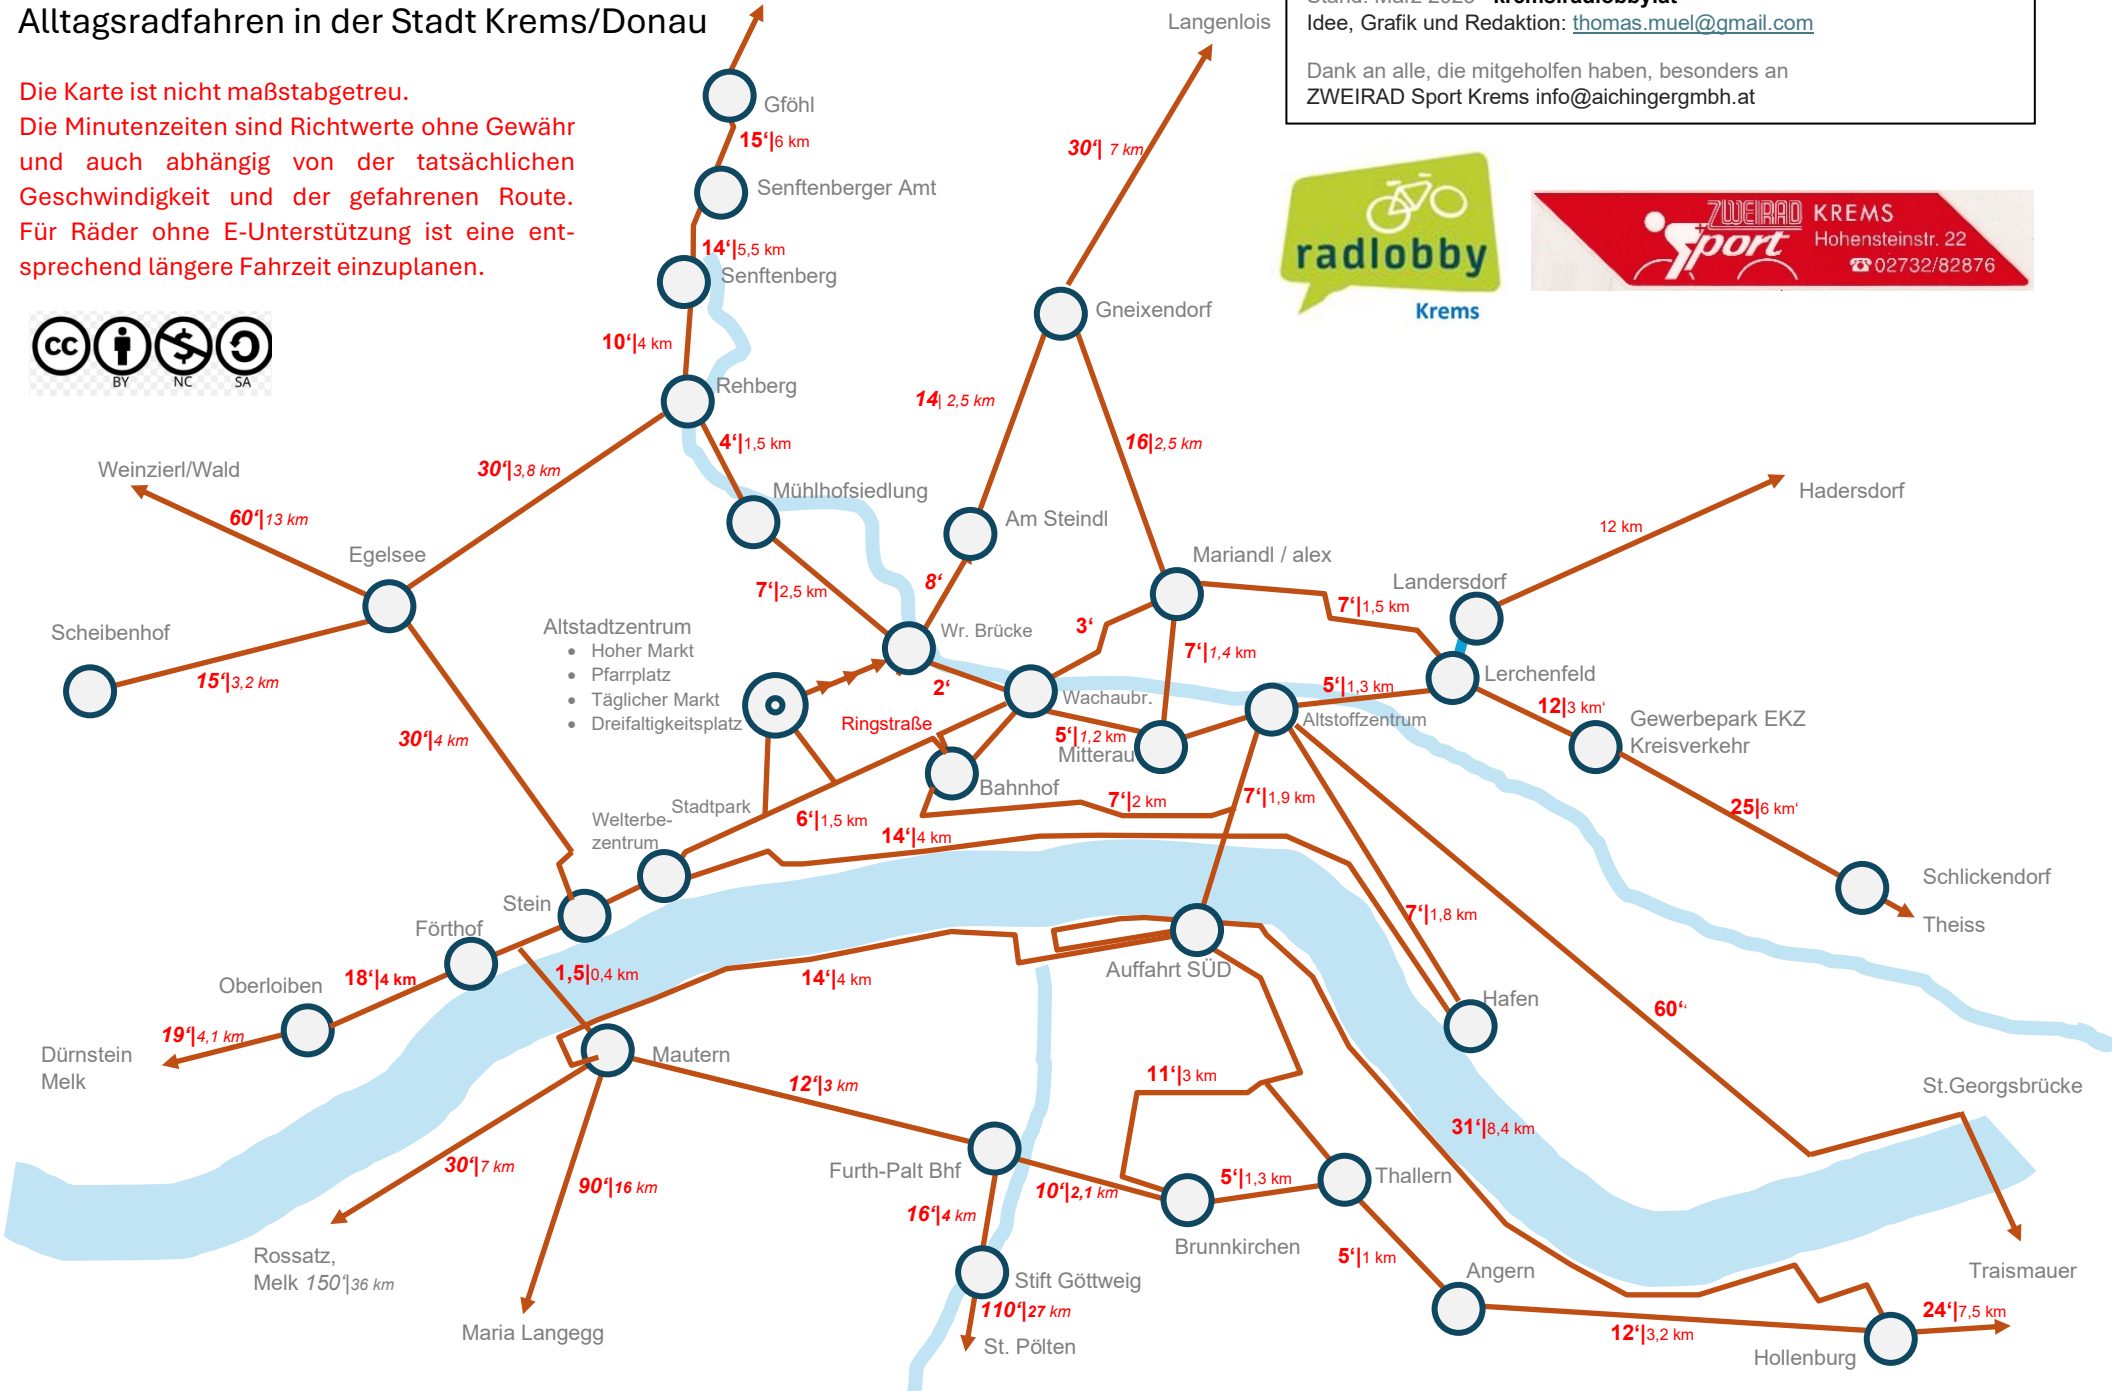 Alltagsradfahren in der Stadt Krems/Donau
Die Karte ist nicht maßstabgetreu.
Die Minutenzeiten sind Richtwerte ohne Gewähr
und auch abhängig von der tatsächlichen
Geschwindigkeit und der gefahrenen Route.
Für Räder ohne E-Unterstützung ist eine ent-
sprechend längere Fahrzeit einzuplanen.
cc
BY NC SA
Idee, Grafik und Redaktion: thomas.muel@gmail.com
Dank an alle, die mitgeholfen haben, besonders an
ZWEIRAD Sport Krems info@aichingergmbh.at
radlobby
Krems
ZWEIRAD
Sport
KREMS
Hohensteinstr. 22
☎02732/82876
Langenlois
Gföhl
15‘|6 km
30‘| 7 km
Senftenberger Amt
14‘|5,5 km
Senftenberg
Gneixendorf
10‘|4 km
Rehberg
14| 2,5 km
4‘|1,5 km
16|2,5 km
30‘|3,8 km
Weinzierl/Wald
60‘|13 km
Mühlhofsiedlung
Am Steindl
Hadersdorf
12 km
Egelsee
Mariandl / alex
Landersdorf
8‘
7‘|2,5 km
7‘|1,5 km
Scheibenhof
15‘|3,2 km
Altstadtzentrum
• Hoher Markt
• Pfarrplatz
• Täglicher Markt
• Dreifaltigkeitsplatz
Wr. Brücke
3‘
7‘|1,4 km
2‘
Wachaubr.
Lerchenfeld
5‘|1,3 km
Altstoffzentrum
12|3 km‘
Gewerbepark EKZ
Kreisverkehr
Ringstraße
5‘|1,2 km
Mitterau
30‘|4 km
Bahnhof
7‘|2 km
7‘|1,9 km
25|6 km‘
Stadtpark
Welterbe-
zentrum
6‘|1,5 km
14‘|4 km
Schlickendorf
Theiss
Stein
Förthof
7‘|1,8 km
Oberloiben
18‘|4 km
1,5|0,4 km
14‘|4 km
Auffahrt SÜD
Hafen
60‘‘
19‘|4,1 km
Dürnstein
Melk
Mautern
12‘|3 km
11‘|3 km
St.Georgsbrücke
31‘|8,4 km
30‘|7 km
90‘|16 km
Furth-Palt Bhf
10‘|2,1 km
5‘|1,3 km
Thallern
16‘|4 km
Brunnkirchen
5‘|1 km
Rossatz,
Melk 150‘|36 km
Stift Göttweig
110‘|27 km
Angern
Traismauer
24‘|7,5 km
12‘|3,2 km
Maria Langegg
St. Pölten
Hollenburg